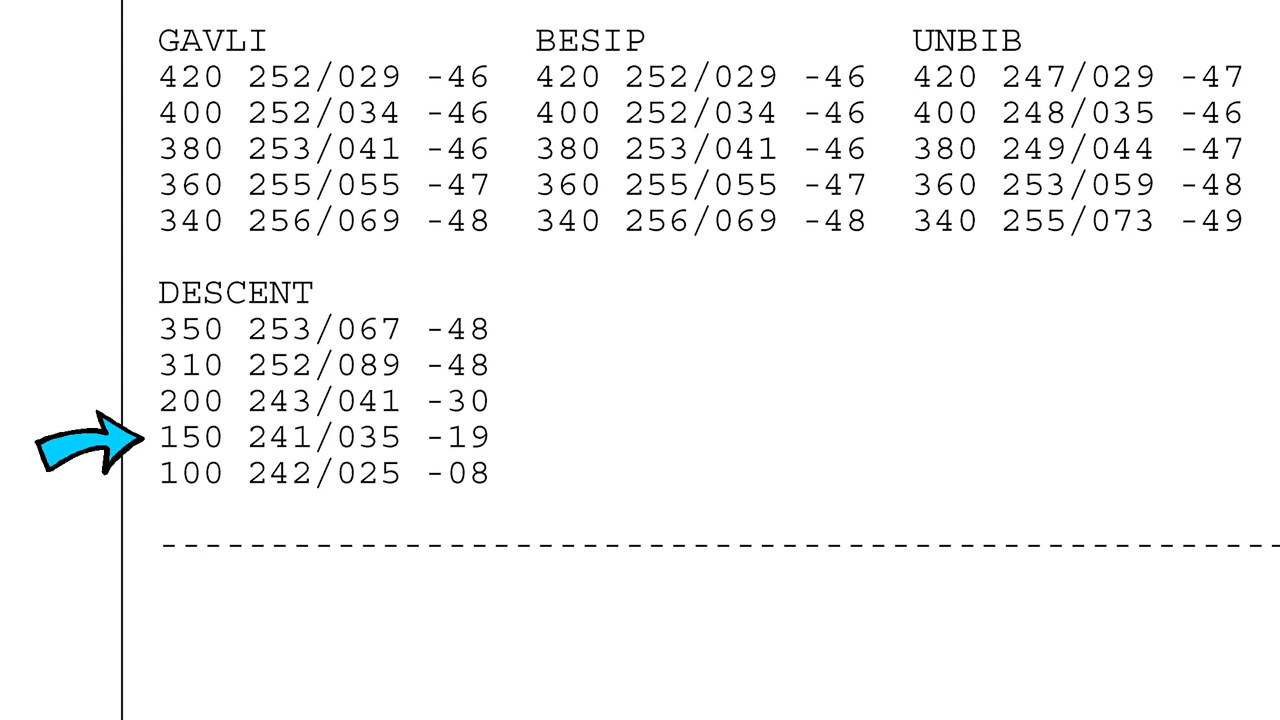 GAVLI BESIP UNBIB
420 252/029 -46 420 252/029 -46 420 247/029 -47
400 252/034 -46 400 252/034 -46 400 248/035 -46
380 253/041 -46 380 253/041 -46 380 249/044 -47
360 255/055 -47 360 255/055 -47 360 253/059 -48
340 256/069 -48 340 256/069 -48 340 255/073 -49
DESCENT
350 253/067 -48
310 252/089 -48
200 243/041 -30
150 241/035 -19
100 242/025 -08
---------------------------------------------------